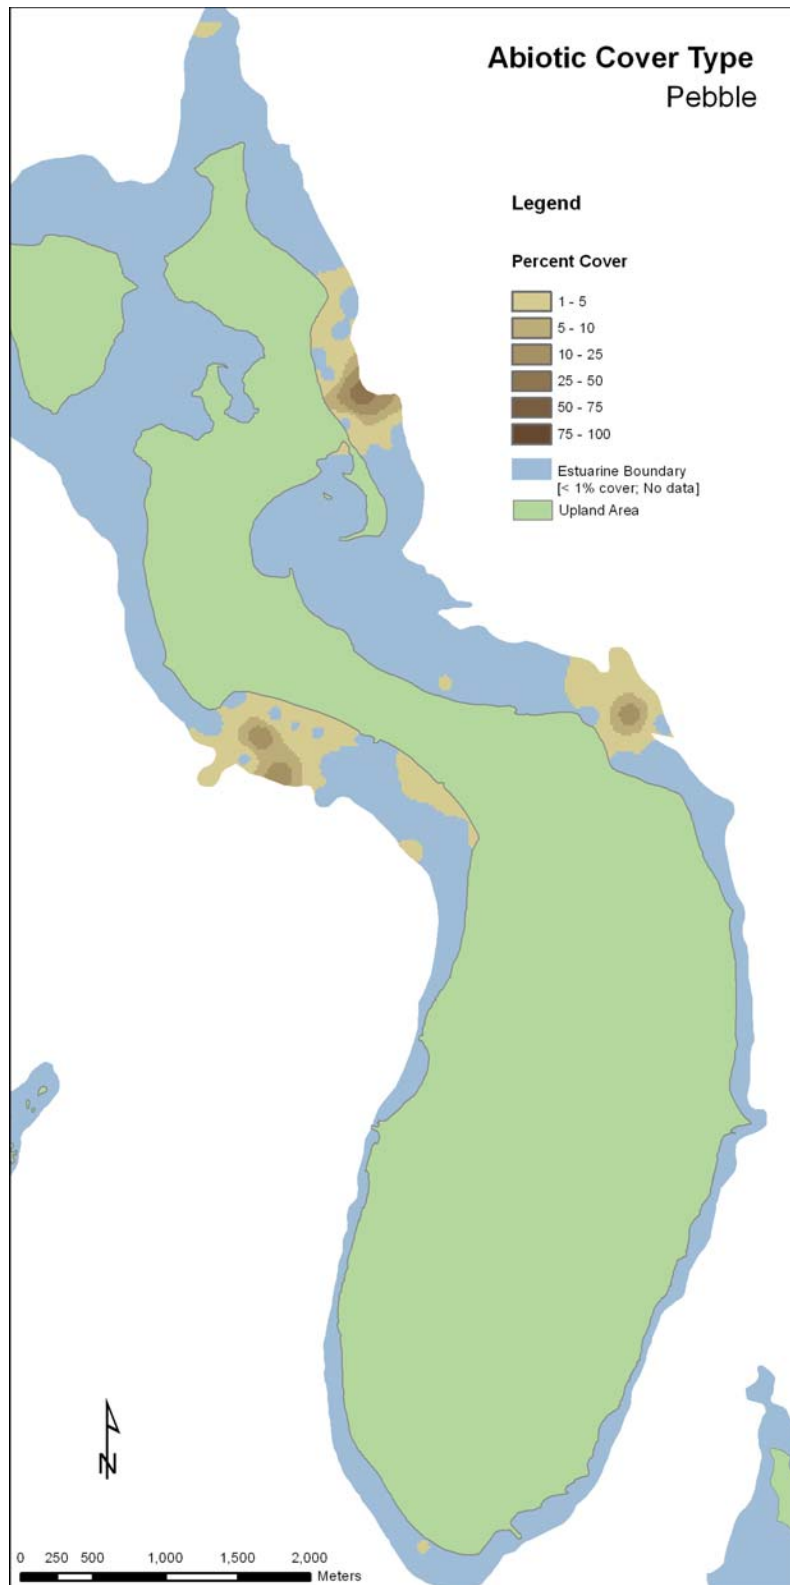 Abiotic Cover Type
Pebble
Legend
Percent Cover
1 - 5
5 - 10
10 - 25
25 - 50
50 - 75
75 - 100
Estuarine Boundary
[< 1% cover; No data]
Upland Area
N
0 250 500 1,000 1,500 2,000
Meters